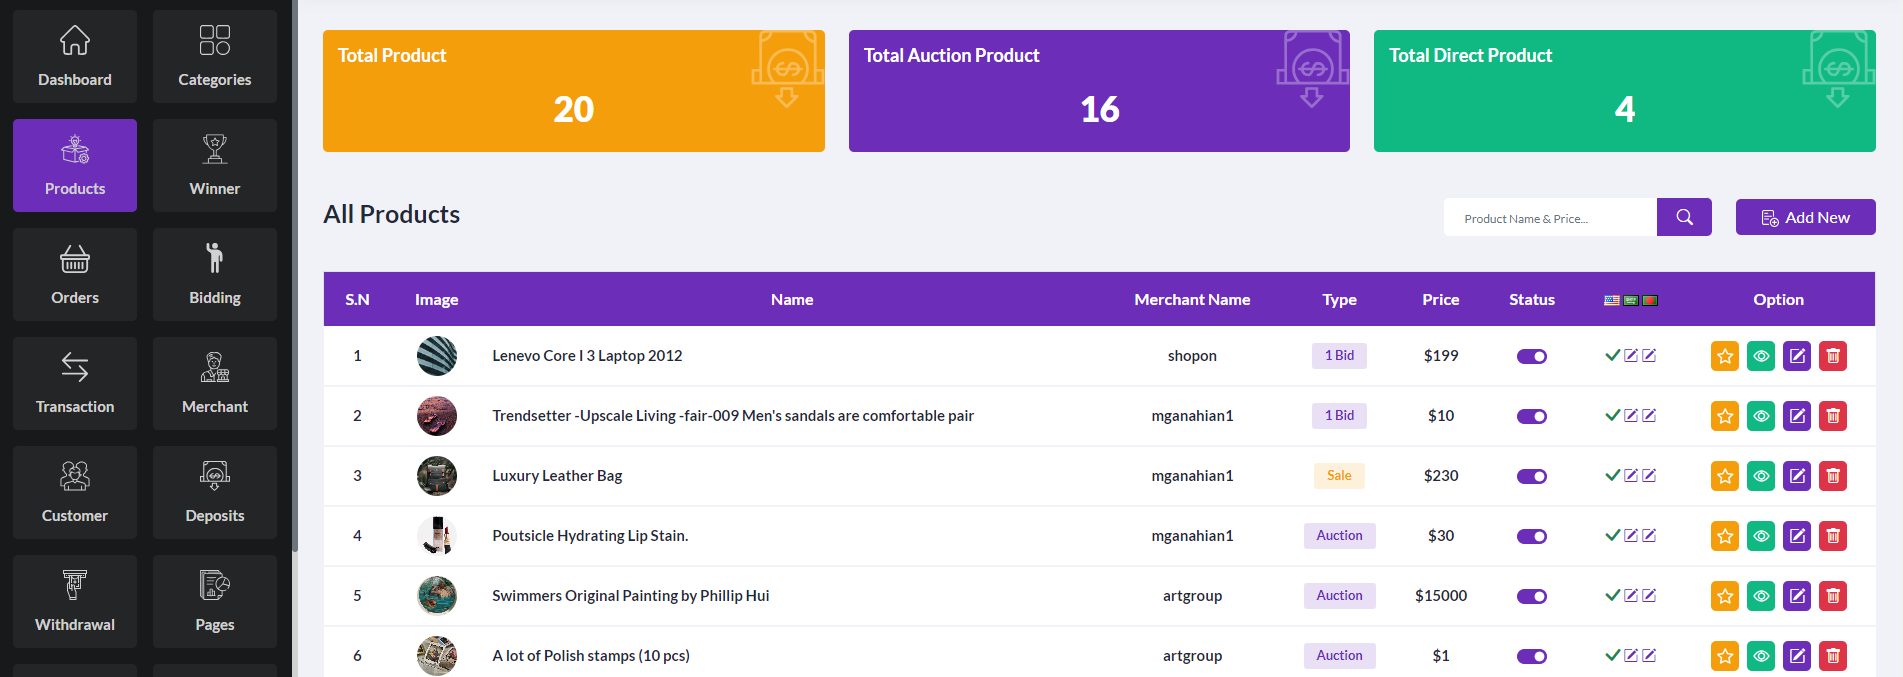 Dashboard
Categories
Products
Winner
Orders
Bidding
Transaction
Merchant
Customer
Deposits
Withdrawal
Pages
Total Product
20
Total Auction Product
16
Total Direct Product
4
All Products
Product Name & Price...
Add New
S.N Image Name Merchant Name Type Price Status Option
1 Lenevo Core I 3 Laptop 2012 shopon 1 Bid $199
2 Trendsetter -Upscale Living -fair-009 Men's sandals are comfortable pair mganahian1 1 Bid $10
3 Luxury Leather Bag mganahian1 Sale $230
4 Poutsicle Hydrating Lip Stain. mganahian1 Auction $30
5 Swimmers Original Painting by Phillip Hui artgroup Auction $15000
6 A lot of Polish stamps (10 pcs) artgroup Auction $1